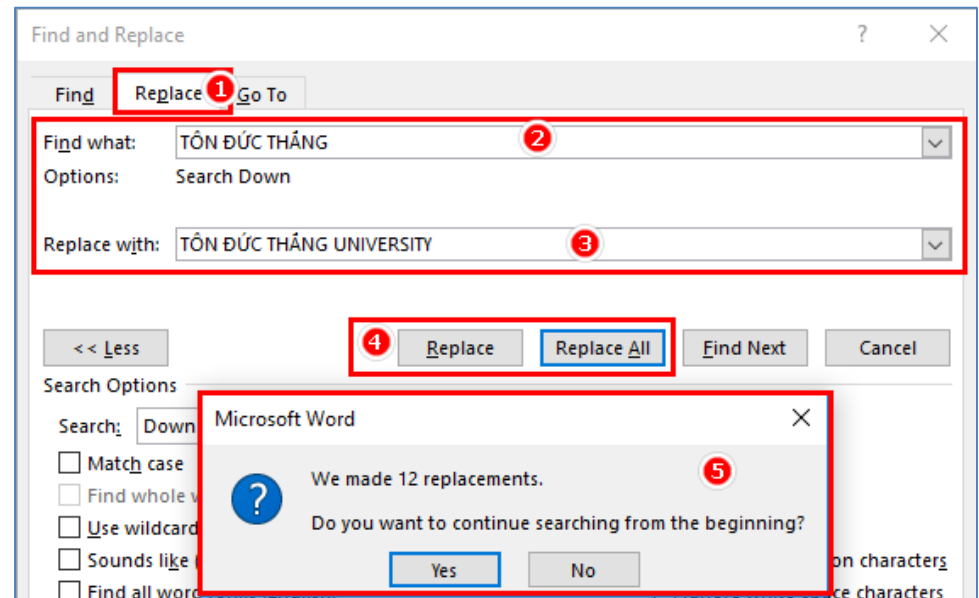 Find and Replace ?
Find Replace 1 Go To
Find what: TÔN ĐỨC THẮNG 2
Options: Search Down
Replace with: TÔN ĐỨC THẮNG UNIVERSITY 3
<< Less 4 Replace Replace All Find Next Cancel
Search Options
Search: Down
Microsoft Word
Match case
We made 12 replacements. 5
Find whole
?
Use wildcard
Do you want to continue searching from the beginning?
Sounds like
Yes No
on characters
Find all
characters